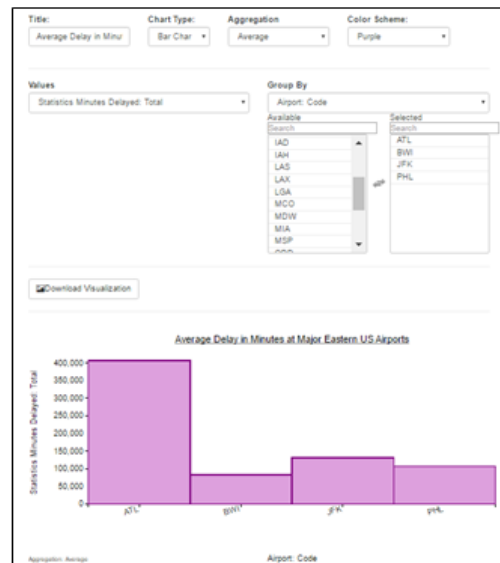 Title: Chart Type: Aggregation Color Scheme:
Average Delay in Minut Bar Char Average Purple
Values Group By
Statistics Minutes Delayed: Total Airport: Code
Available Selected
Search Search
IAD ATL
IAH BWI
LAS JFK
LAX PHL
LGA
MCO
MDW
MIA
MSP
Download Visualization
Average Delay in Minutes at Major Eastern US Airports
Statistics Minutes Delayed: Total
400,000
350,000
300,000
250,000
200,000
150,000
100,000
50,000
0
ATL BWI JFK PHL
Aggregation: Average Airport: Code